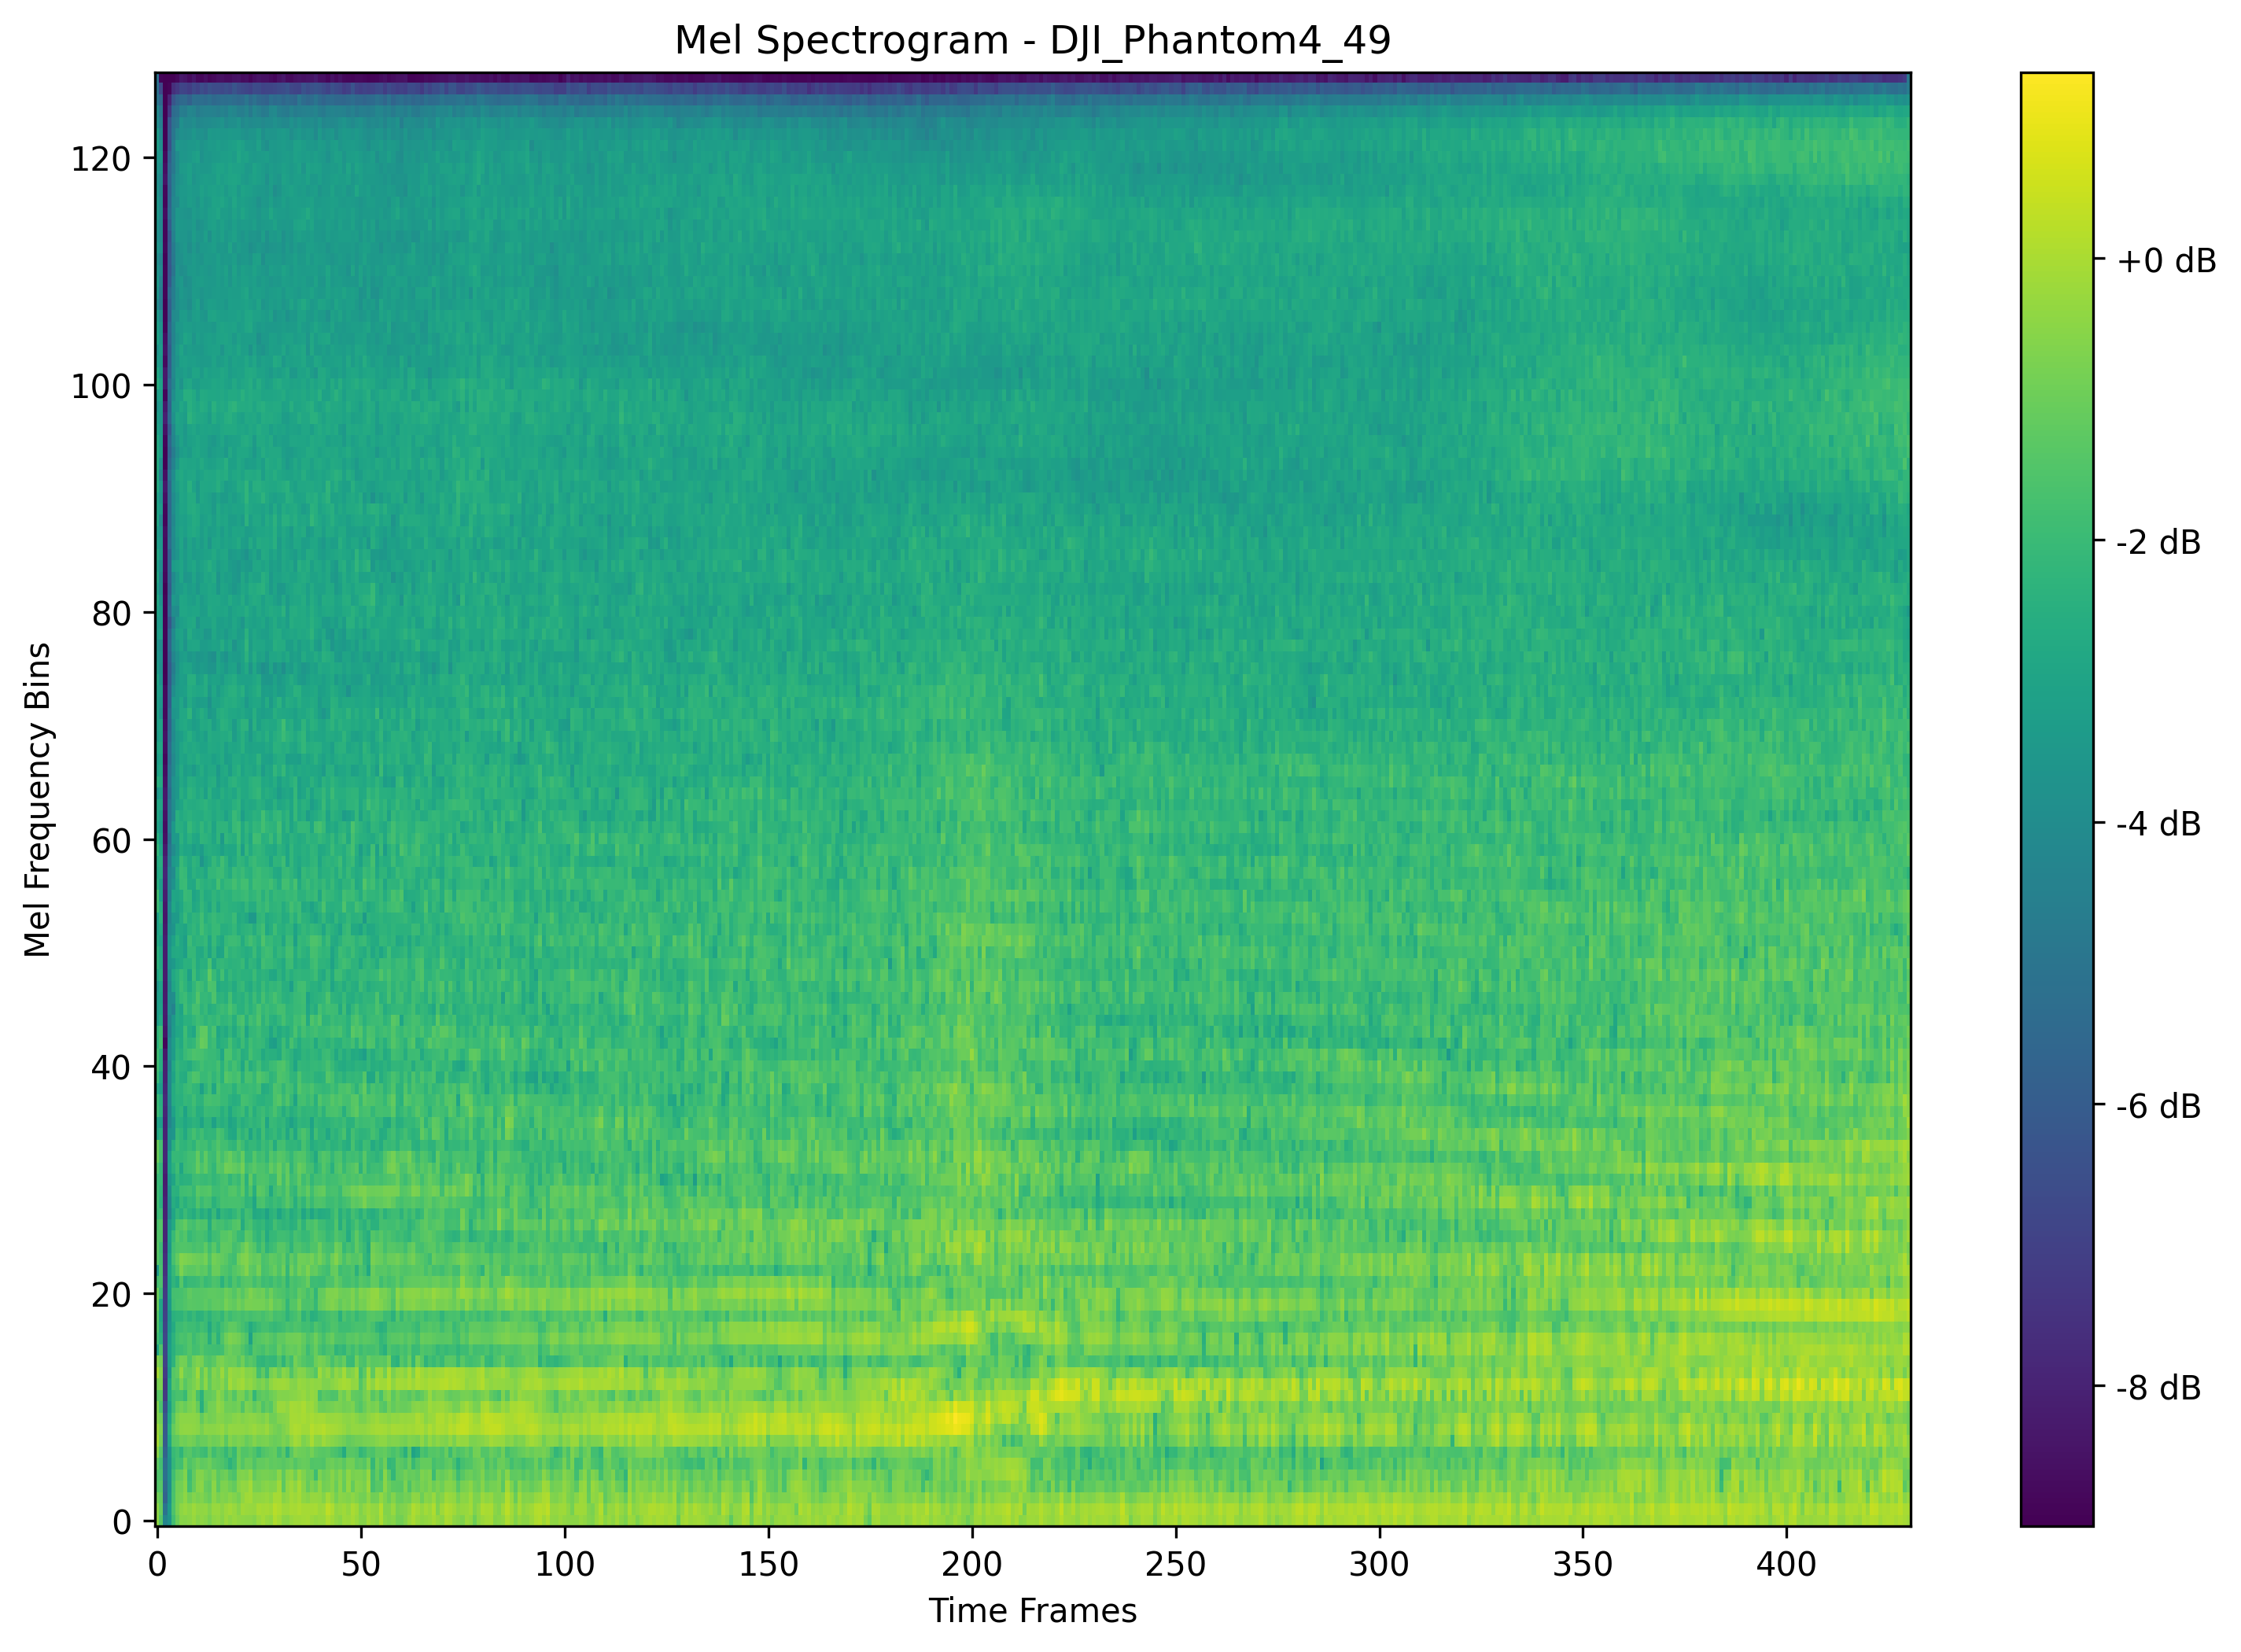 Mel Spectrogram - DJI_Phantom4_49
Mel Frequency Bins
120
100
80
60
40
20
0
0 50 100 150 200 250 300 350 400
Time Frames
+0 dB
-2 dB
-4 dB
-6 dB
-8 dB